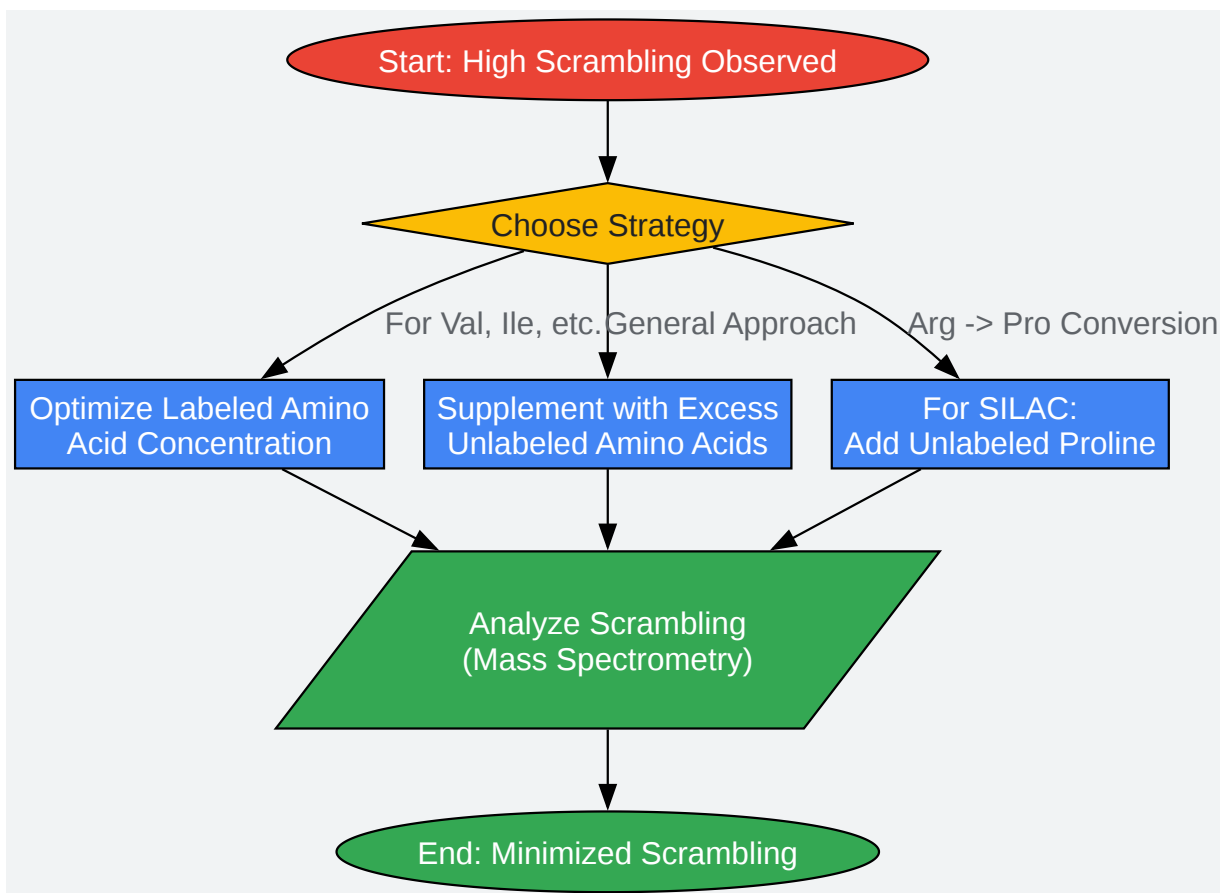 Start: High Scrambling Observed
Choose Strategy
For Val, Ile, etc.
General Approach
Arg -> Pro Conversion
Optimize Labeled Amino
Acid Concentration
Supplement with Excess
Unlabeled Amino Acids
For SILAC:
Add Unlabeled Proline
Analyze Scrambling
(Mass Spectrometry)
End: Minimized Scrambling